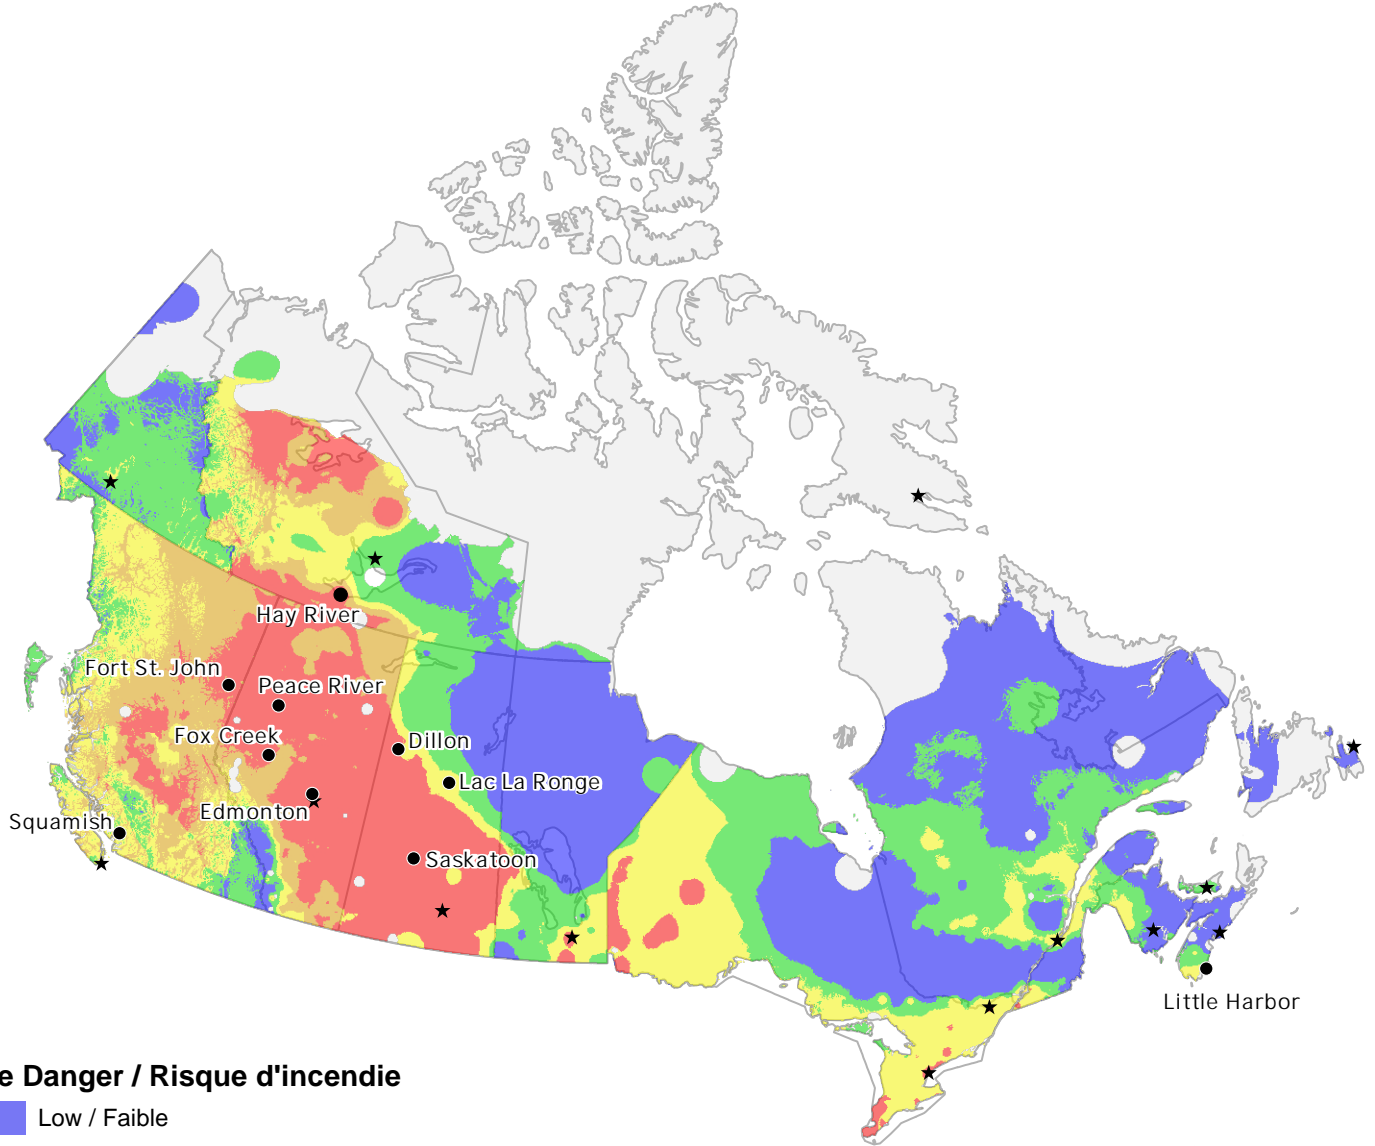 Hay River
Fort St. John
Peace River
Fox Creek
Dillon
Lac La Ronge
Edmonton
Squamish
Saskatoon
Little Harbor
e Danger / Risque d'incendie
Low / Faible